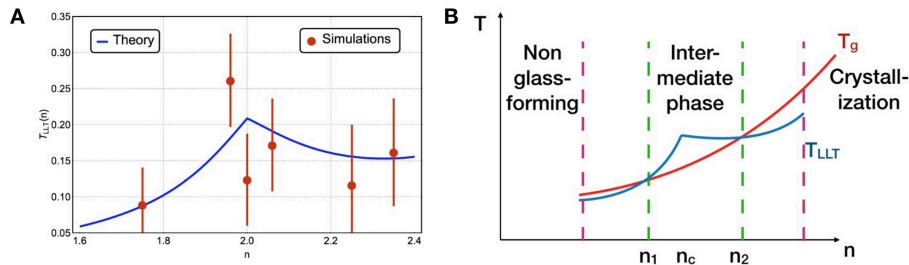 A
0.35
0.30
0.25
0.20
0.15
0.10
0.05
T_LLT(n)
Theory
Simulations
1.6 1.8 2.0 2.2 2.4
n
B
T
Non
glass-
forming
Inter-
mediate
phase
T_g
Crystall-
ization
T_LLT
n_1 n_c n_2 n